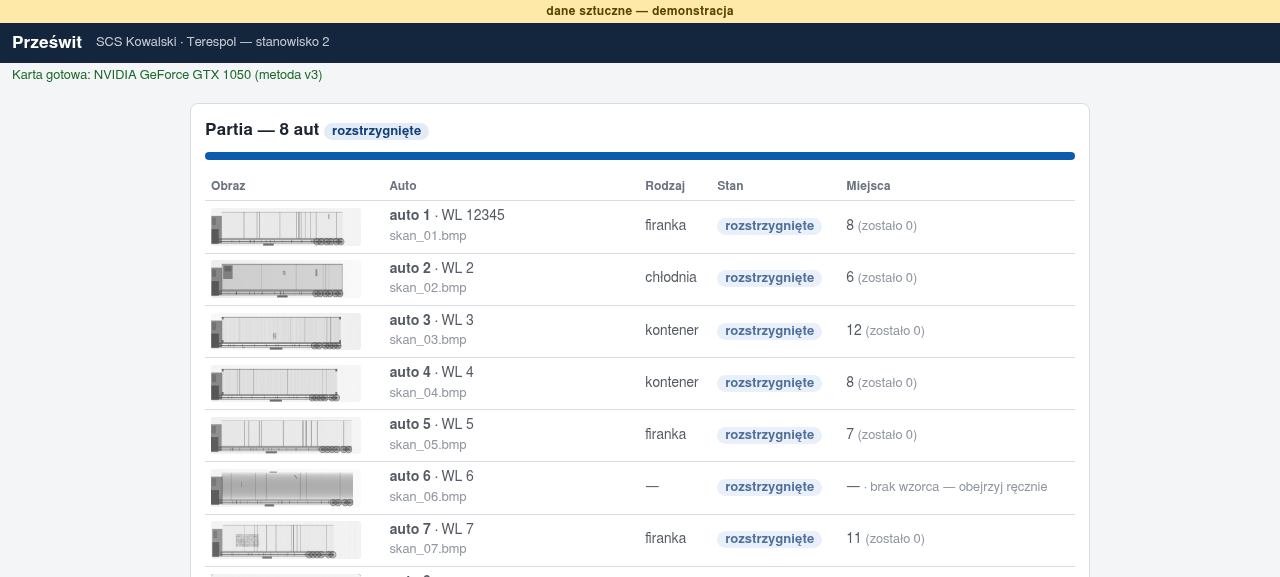 dane sztuczne — demonstracja
Prześwit SCS Kowalski · Terespol — stanowisko 2
Karta gotowa: NVIDIA GeForce GTX 1050 (metoda v3)
Partia — 8 aut rozstrzygnięte
Obraz Auto Rodzaj Stan Miejsca
auto 1 · WL 12345
skan_01.bmp
firanka rozstrzygnięte 8 (zostało 0)
auto 2 · WL 2
skan_02.bmp
chłodnia rozstrzygnięte 6 (zostało 0)
auto 3 · WL 3
skan_03.bmp
kontener rozstrzygnięte 12 (zostało 0)
auto 4 · WL 4
skan_04.bmp
kontener rozstrzygnięte 8 (zostało 0)
auto 5 · WL 5
skan_05.bmp
firanka rozstrzygnięte 7 (zostało 0)
auto 6 · WL 6
skan_06.bmp
— rozstrzygnięte — · brak wzorca — obejrzyj ręcznie
auto 7 · WL 7
skan_07.bmp
firanka rozstrzygnięte 11 (zostało 0)